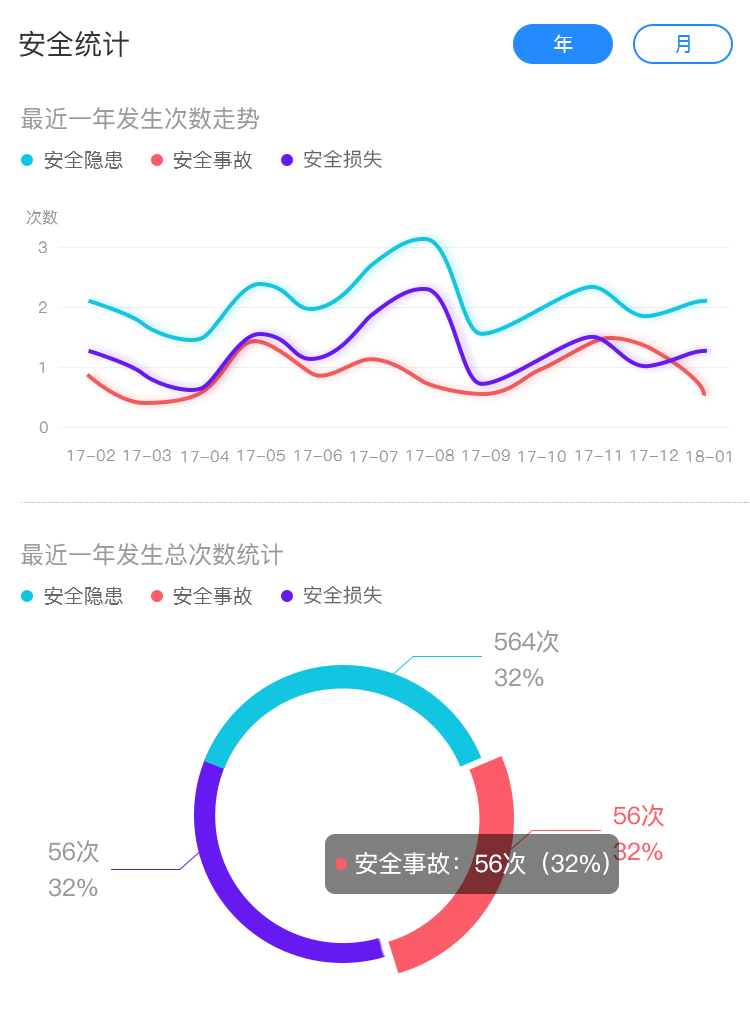 安全统计
年
月
最近一年发生次数走势
安全隐患 安全事故 安全损失
次数
3
2
1
0
17-02 17-03 17-04 17-05 17-06 17-07 17-08 17-09 17-10 17-11 17-12 18-01
最近一年发生总次数统计
安全隐患 安全事故 安全损失
564次
32%
56次
32%
安全事故：56次（32%）
56次
32%